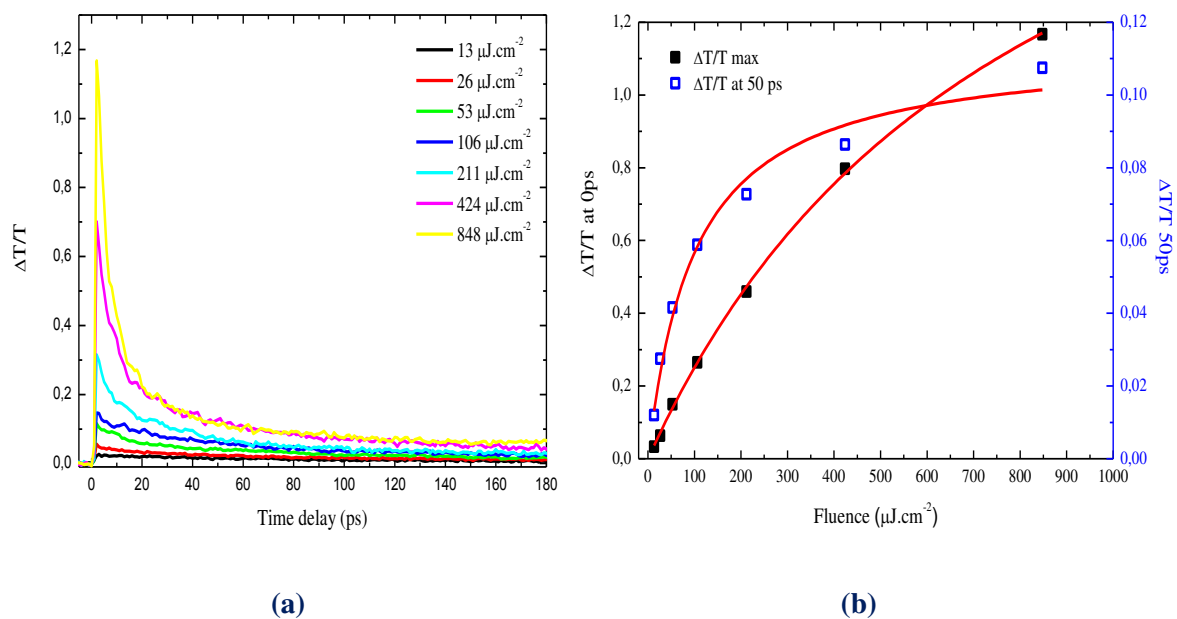 1,2
1,0
0,8
0,6
0,4
0,2
0,0
ΔT/T
13 μJ.cm-2
26 μJ.cm-2
53 μJ.cm-2
106 μJ.cm-2
211 μJ.cm-2
424 μJ.cm-2
848 μJ.cm-2
0 20 40 60 80 100 120 140 160 180
Time delay (ps)
(a)
1,2
1,0
0,8
0,6
0,4
0,2
0,0
ΔT/T at 0ps
ΔT/T max
ΔT/T at 50 ps
0,12
0,10
0,08
0,06
0,04
0,02
0,00
ΔT/T 50ps
0 100 200 300 400 500 600 700 800 900 1000
Fluence (μJ.cm-2)
(b)